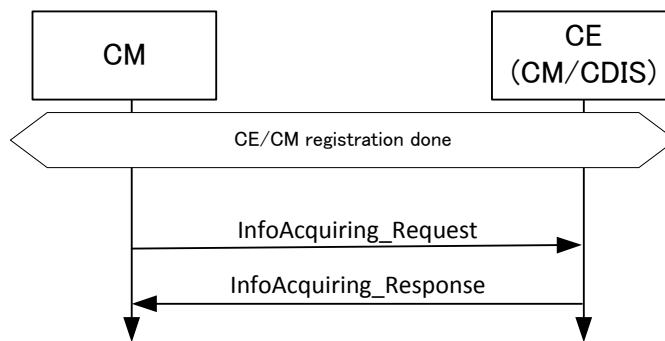 CM
CE
(CM/CDIS)
CE/CM registration done
InfoAcquiring_Request
InfoAcquiring_Response